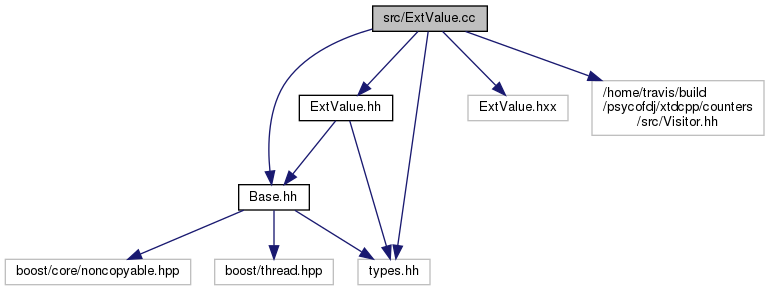 src/ExtValue.cc
ExtValue.hh
ExtValue.hxx
/home/travis/build
/psycofdj/xtdcpp/counters
/src/Visitor.hh
Base.hh
boost/core/noncopyable.hpp
boost/thread.hpp
types.hh